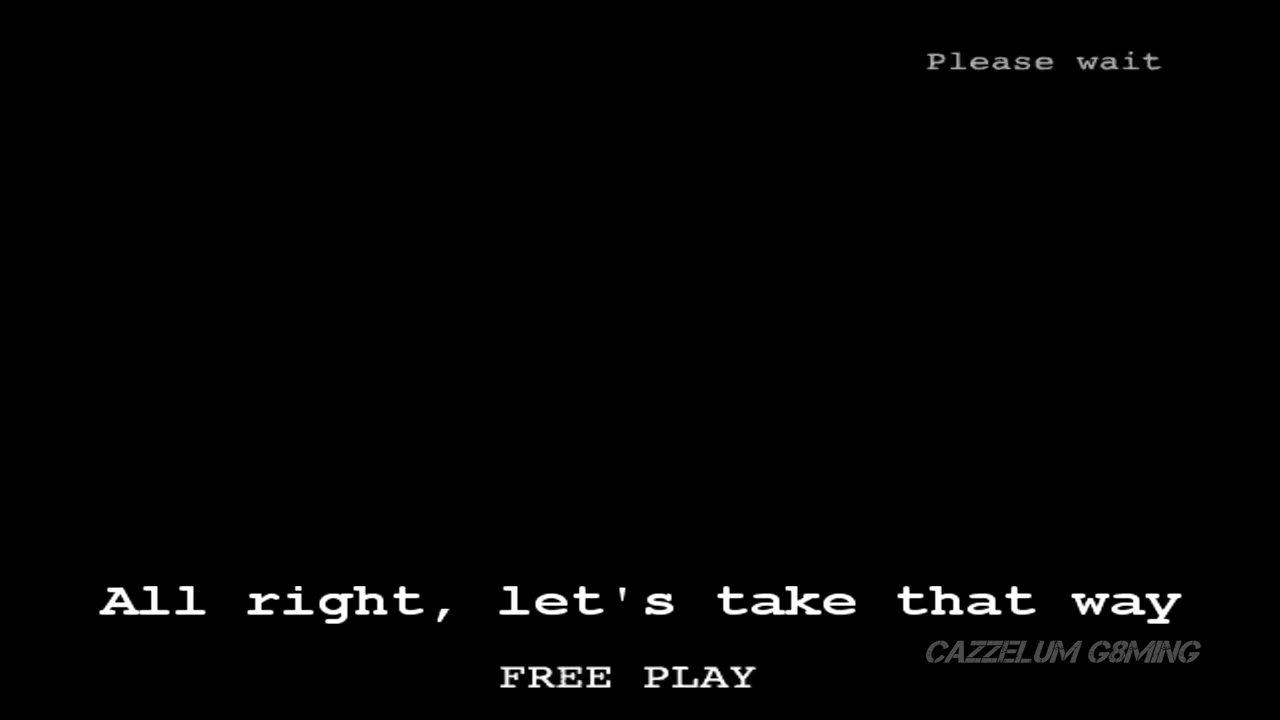 Please wait
All right, let's take that way
CAZZELUM G8MING
FREE PLAY